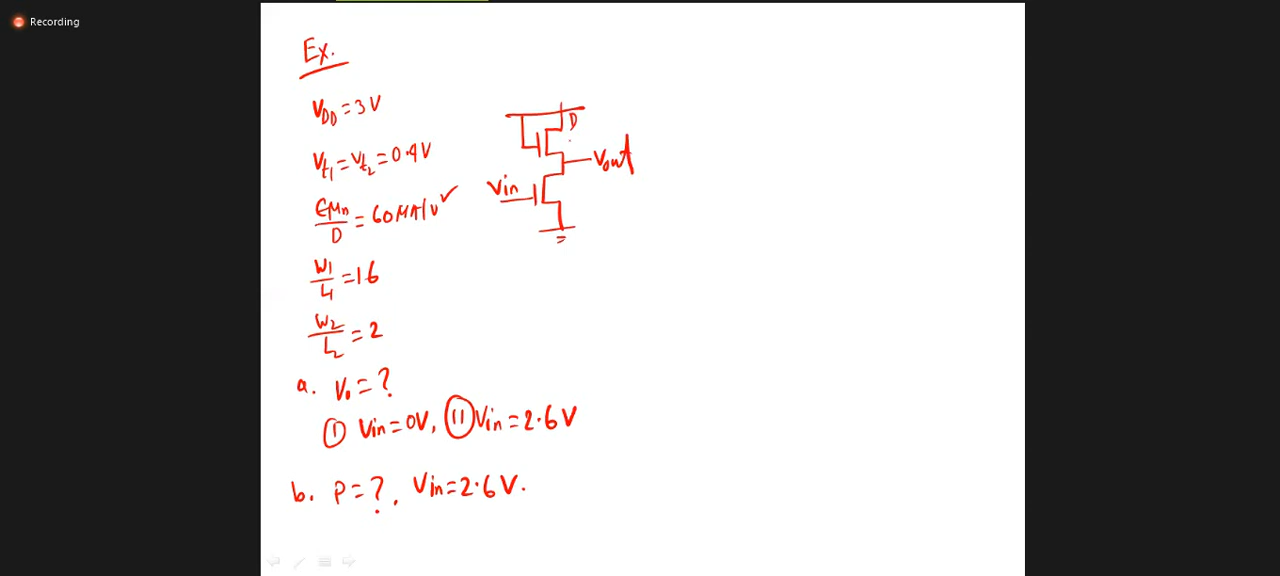 Recording
Ex.
VDD = 3V
Vt1 = Vt2 = 0.4V
εμn/D = 60μA/V ✓
W1/L1 = 16
W2/L2 = 2
D
Vout
Vin
a. Vo = ?
(I) Vin = 0V, (II) Vin = 2.6V
b. P = ?, Vin = 2.6V.